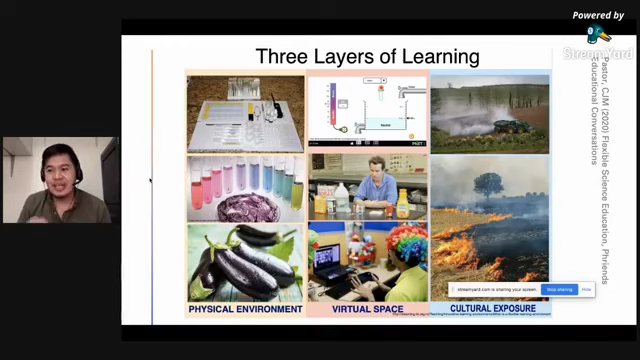 Powered by
StreamYard
Three Layers of Learning
Pastor, CJM (2020) Flexible Science Education, Phriends
Educational Conversations
PHYSICAL ENVIRONMENT
VIRTUAL SPACE
CULTURAL EXPOSURE
streamyard.com is sharing your screen.
Stop sharing
Hide